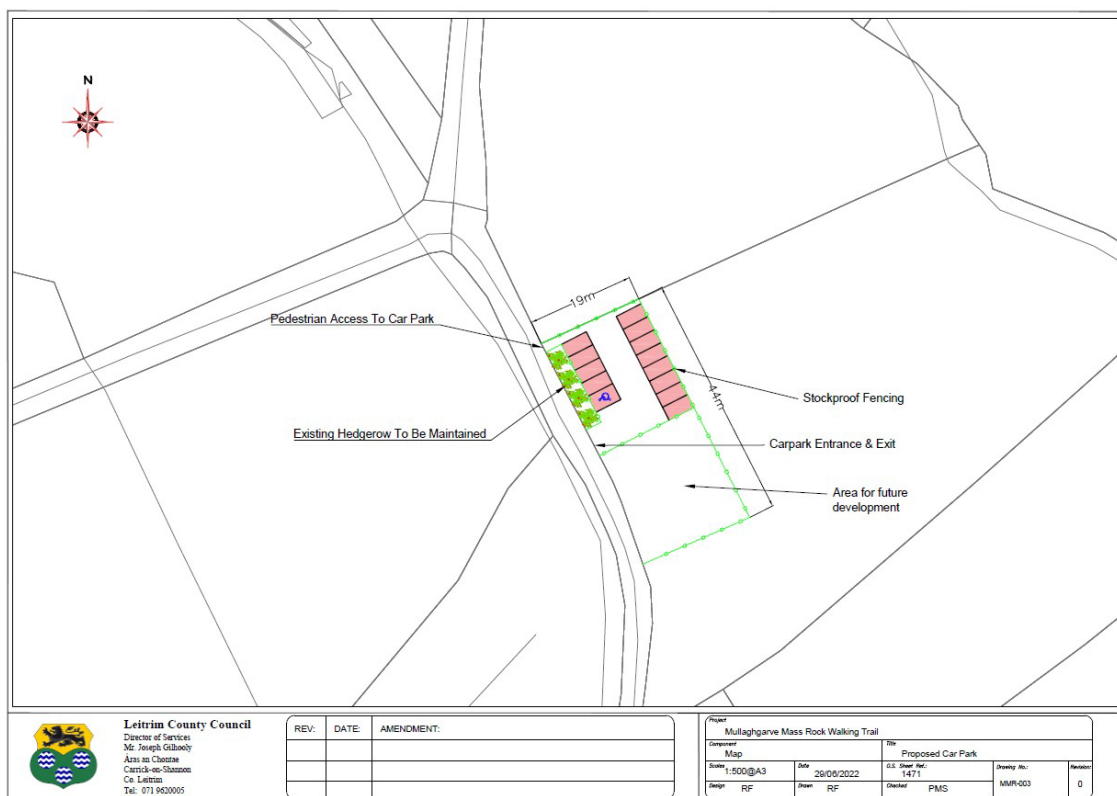 N
19m
44m
Pedestrian Access To Car Park
Existing Hedgerow To Be Maintained
Stockproof Fencing
Carpark Entrance & Exit
Area for future
development
Leitrim County Council
Director of Services
Mr. Joseph Gilhooly
Áras an Chontae
Carrick-on-Shannon
Co. Leitrim
Tel: 071 9620005
REV: DATE: AMENDMENT:
Project
Mullaghgarve Mass Rock Walking Trail
Component
Map
Title
Proposed Car Park
Scales
1:500@A3
Date
29/06/2022
O.S. Sheet Ref.:
1471
Drawing No.:
MMR-003
Revision:
0
Design RF
Drawn RF
Checked PMS